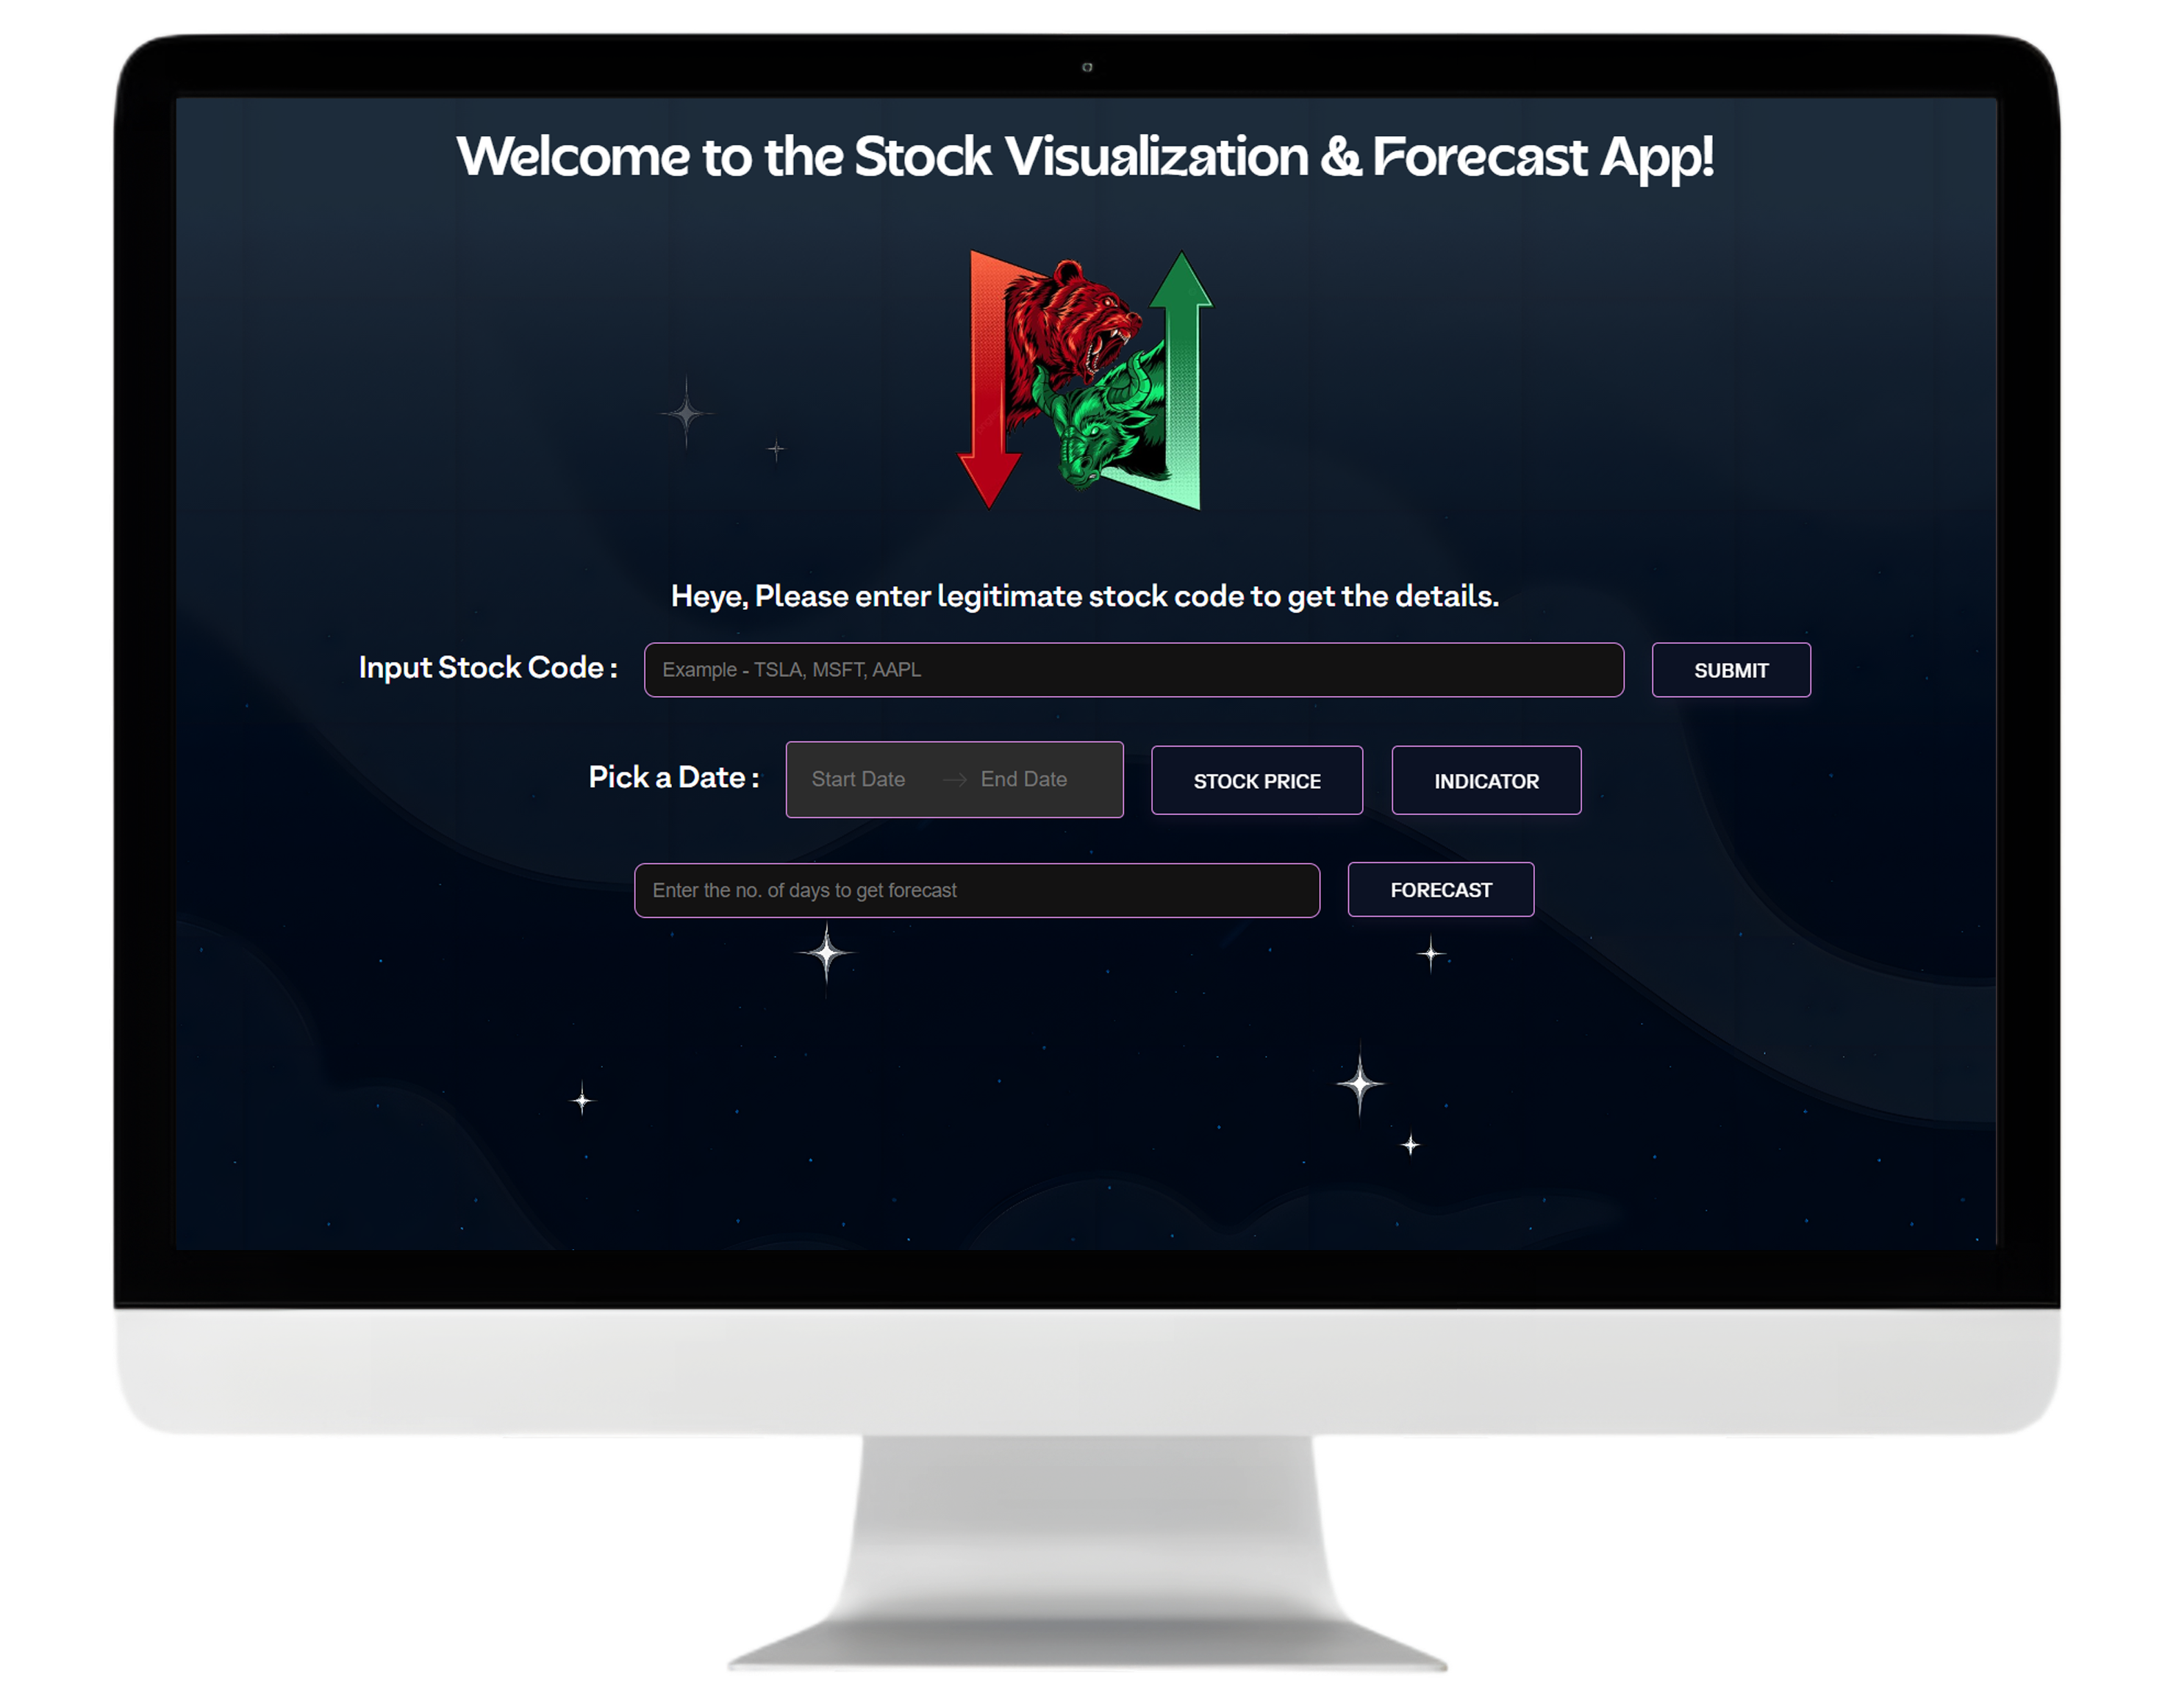 Welcome to the Stock Visualization & Forecast App!
Heye, Please enter legitimate stock code to get the details.
Input Stock Code : Example - TSLA, MSFT, AAPL SUBMIT
Pick a Date : Start Date → End Date STOCK PRICE INDICATOR
Enter the no. of days to get forecast FORECAST